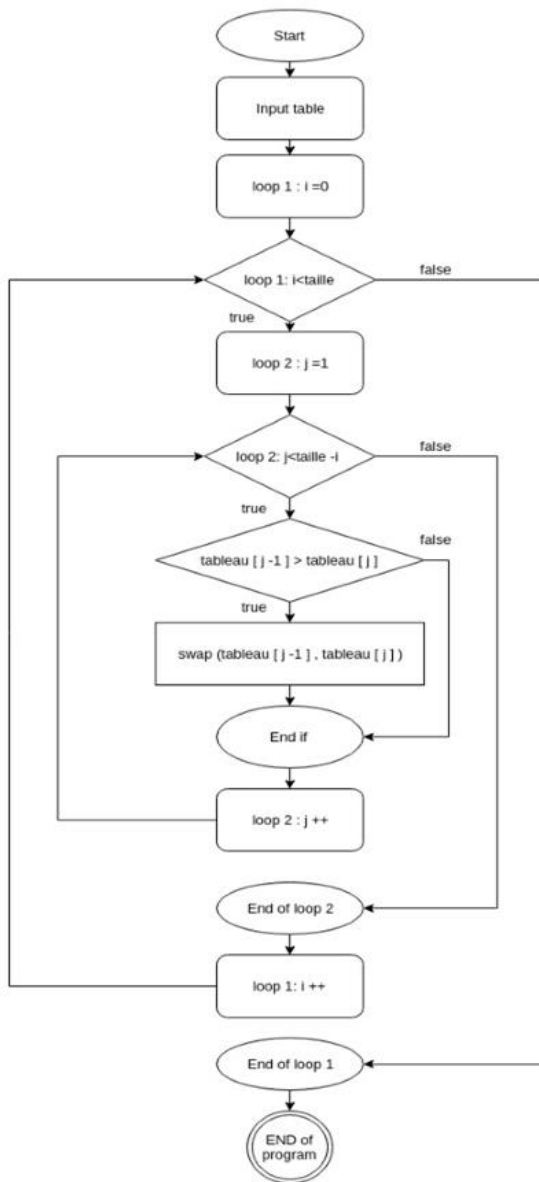 Start
Input table
loop 1 : i =0
loop 1: i<taille
false
true
loop 2 : j =1
loop 2: j<taille -i
false
true
false
tableau [ j -1 ] > tableau [ j ]
true
swap (tableau [ j -1 ] , tableau [ j ] )
End if
loop 2 : j ++
End of loop 2
loop 1: i ++
End of loop 1
END of
program